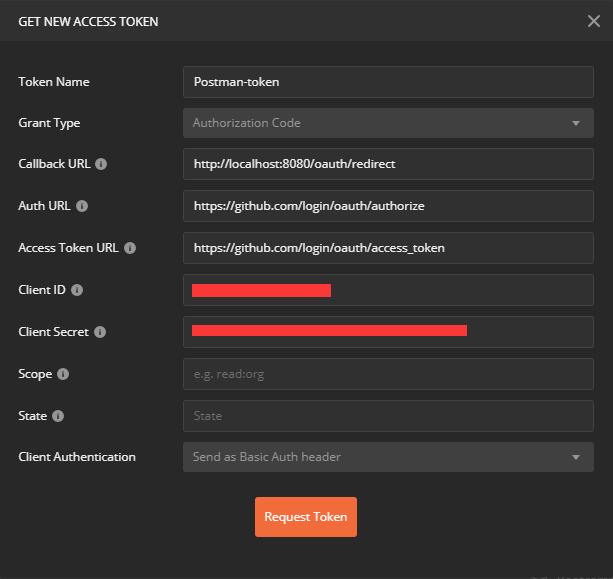 GET NEW ACCESS TOKEN
Token Name Postman-token
Grant Type Authorization Code
Callback URL http://localhost:8080/oauth/redirect
Auth URL https://github.com/login/oauth/authorize
Access Token URL https://github.com/login/oauth/access_token
Client ID
Client Secret
Scope e.g. read:org
State State
Client Authentication Send as Basic Auth header
Request Token